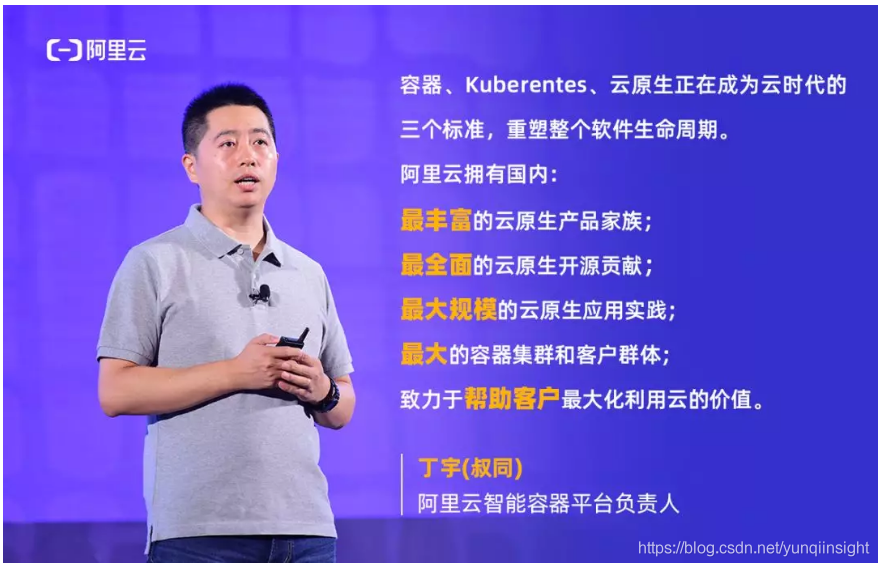 阿里云
容器、Kuberentes、云原生正在成为云时代的
三个标准，重塑整个软件生命周期。
阿里云拥有国内：
最丰富的云原生产品家族；
最全面的云原生开源贡献；
最大规模的云原生应用实践；
最大的容器集群和客户群体；
致力于帮助客户最大化利用云的价值。
丁宇(叔同)
阿里云智能容器平台负责人
https://blog.csdn.net/yunqiinsight